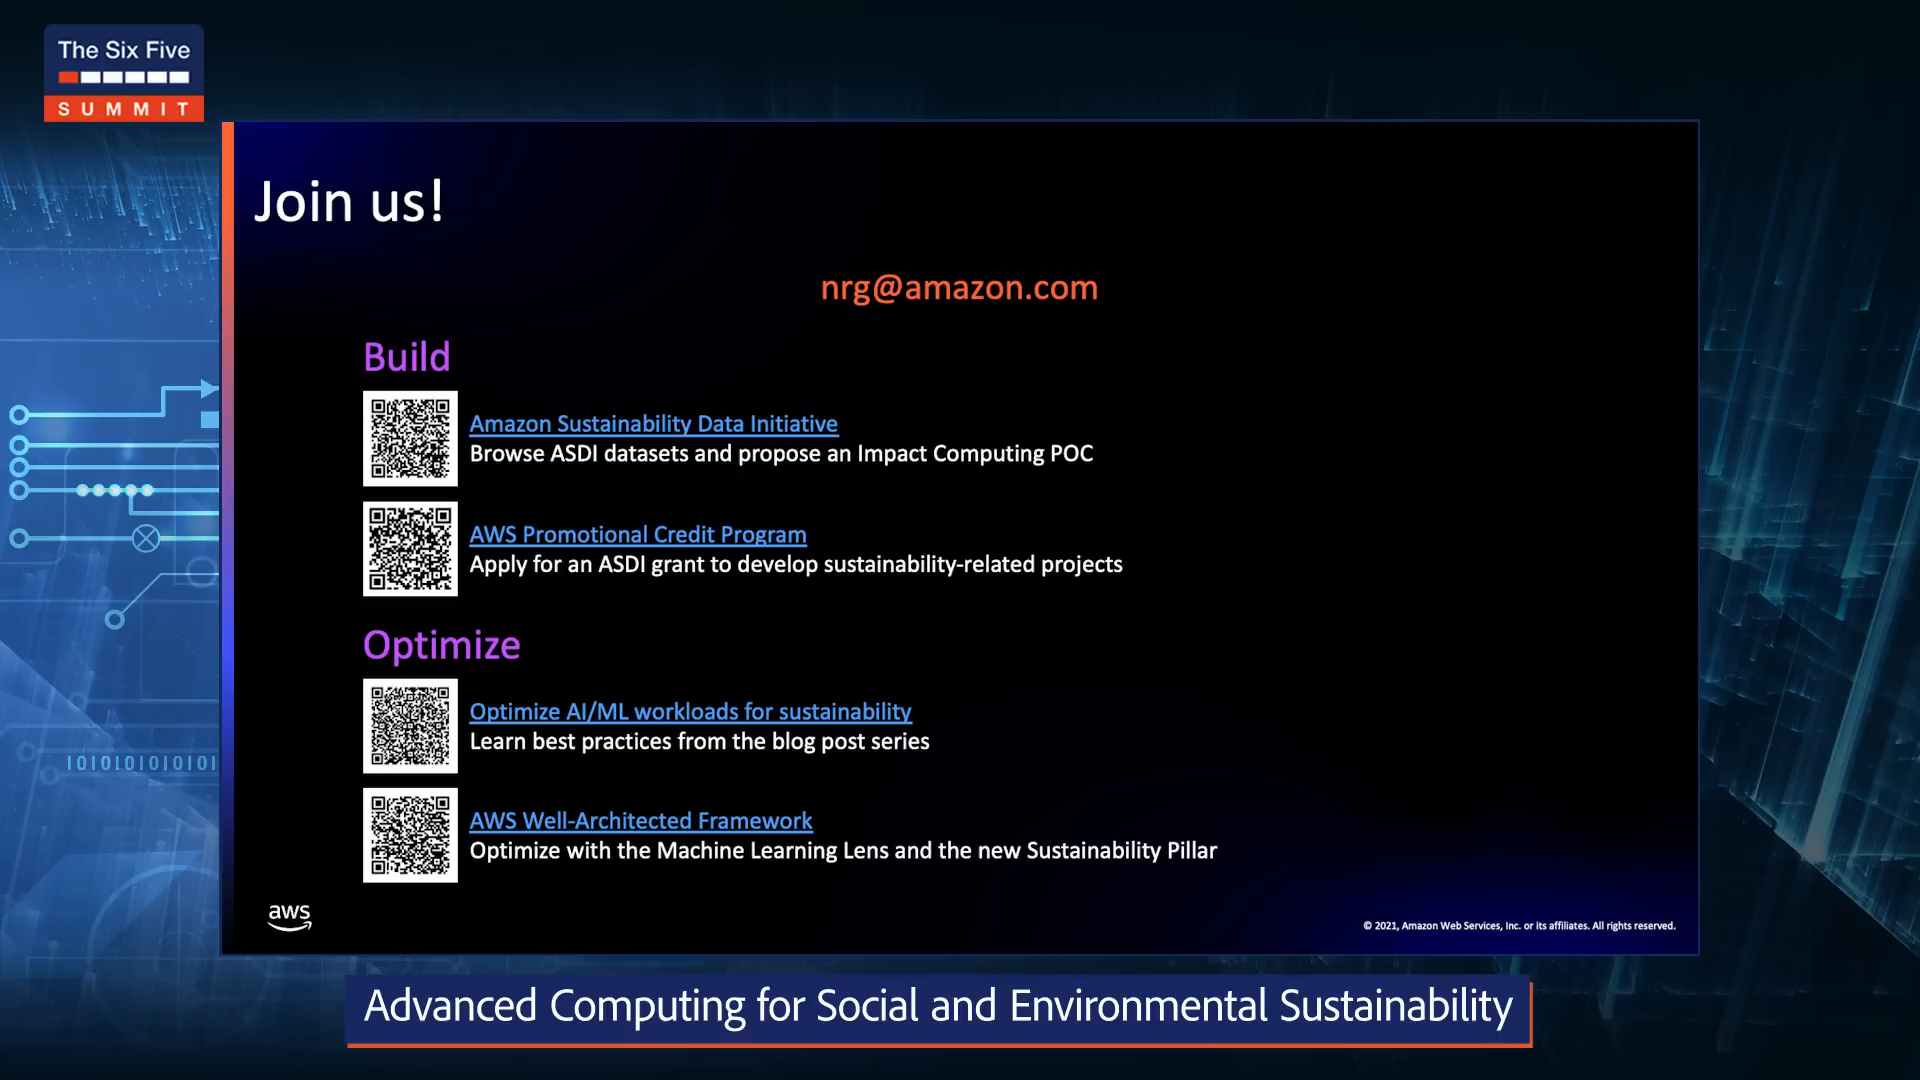 The Six Five
SUMMIT
Join us!
nrg@amazon.com
Build
Amazon Sustainability Data Initiative
Browse ASDI datasets and propose an Impact Computing POC
AWS Promotional Credit Program
Apply for an ASDI grant to develop sustainability-related projects
Optimize
Optimize AI/ML workloads for sustainability
Learn best practices from the blog post series
AWS Well-Architected Framework
Optimize with the Machine Learning Lens and the new Sustainability Pillar
aws
© 2021, Amazon Web Services, Inc. or its affiliates. All rights reserved.
101010101010
Advanced Computing for Social and Environmental Sustainability